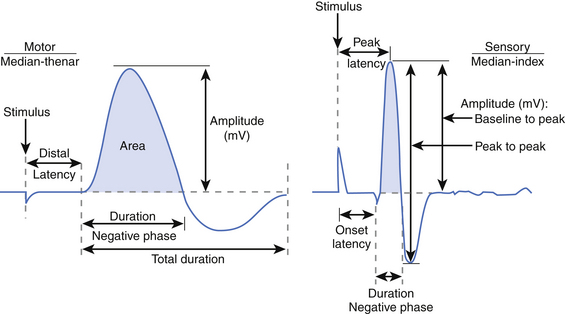 Motor
Median-thenar
Stimulus
Distal
Latency
Area
Amplitude
(mV)
Duration
Negative phase
Total duration
Stimulus
Peak
latency
Sensory
Median-index
Amplitude (mV):
Baseline to peak
Peak to peak
Onset
latency
Duration
Negative phase